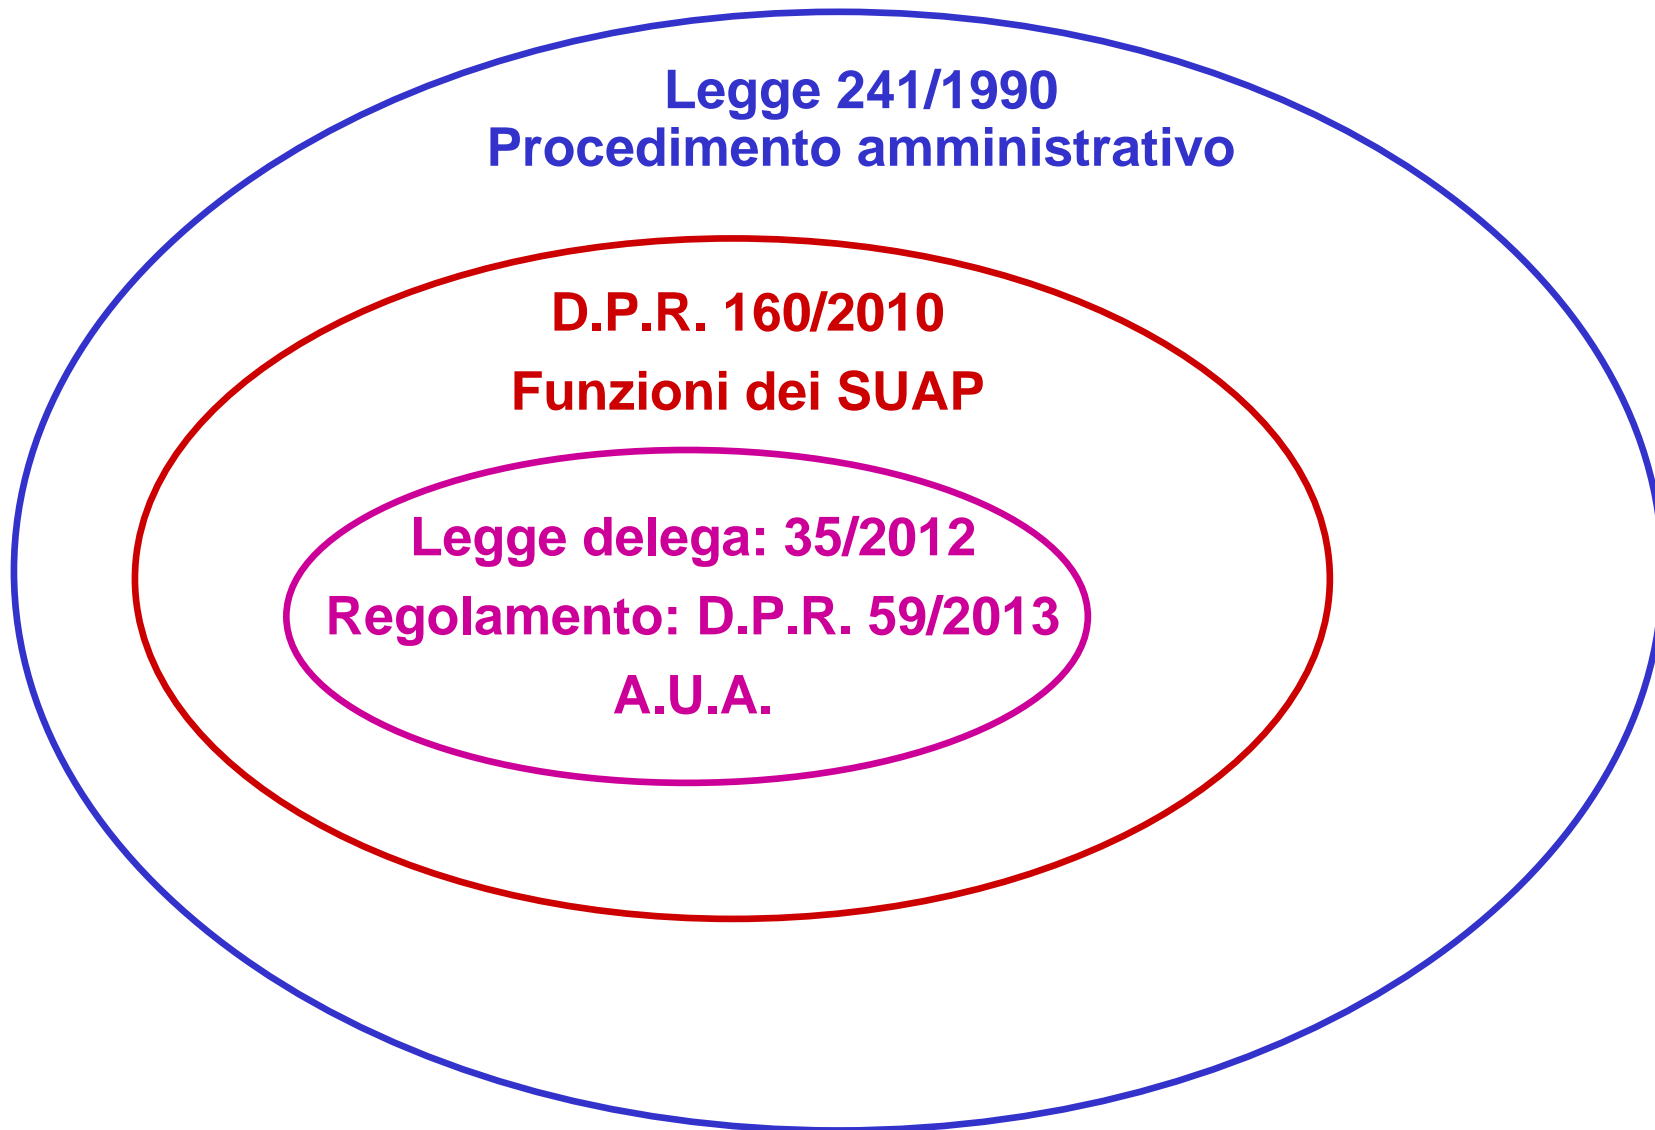 Legge 241/1990
Procedimento amministrativo
D.P.R. 160/2010
Funzioni dei SUAP
Legge delega: 35/2012
Regolamento: D.P.R. 59/2013
A.U.A.